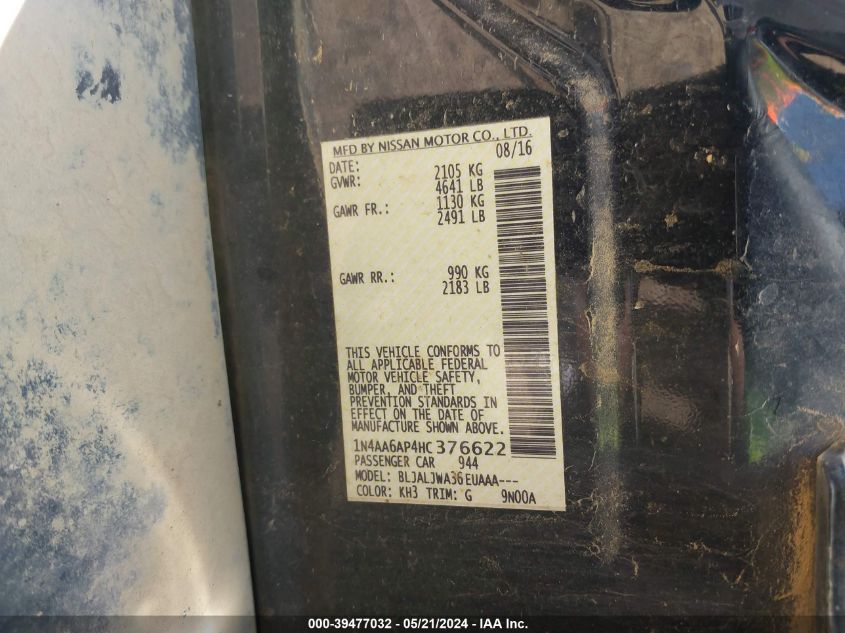 MFD BY NISSAN MOTOR CO., LTD.
DATE: 08/16
GVWR: 2105 KG
4641 LB
GAWR FR.: 1130 KG
2491 LB
GAWR RR.: 990 KG
2183 LB
THIS VEHICLE CONFORMS TO
ALL APPLICABLE FEDERAL
MOTOR VEHICLE SAFETY,
BUMPER, AND THEFT
PREVENTION STANDARDS IN
EFFECT ON THE DATE OF
MANUFACTURE SHOWN ABOVE.
1N4AA6AP4HC376622
PASSENGER CAR 944
MODEL: BLJALJWA36EUAAA---
COLOR: KH3 TRIM: G 9N00A
000-39477032 - 05/21/2024 - IAA Inc.